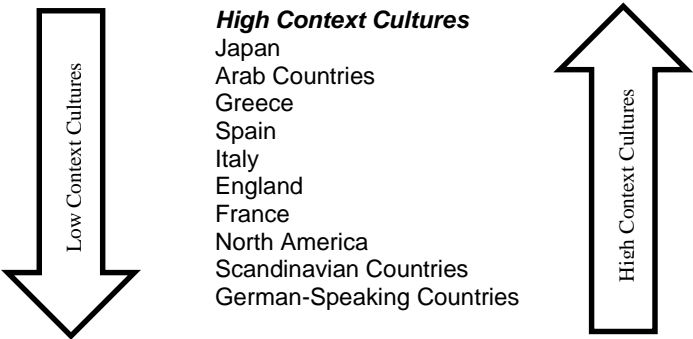 Low Context Cultures
High Context Cultures
Japan
Arab Countries
Greece
Spain
Italy
England
France
North America
Scandinavian Countries
German-Speaking Countries
High Context Cultures